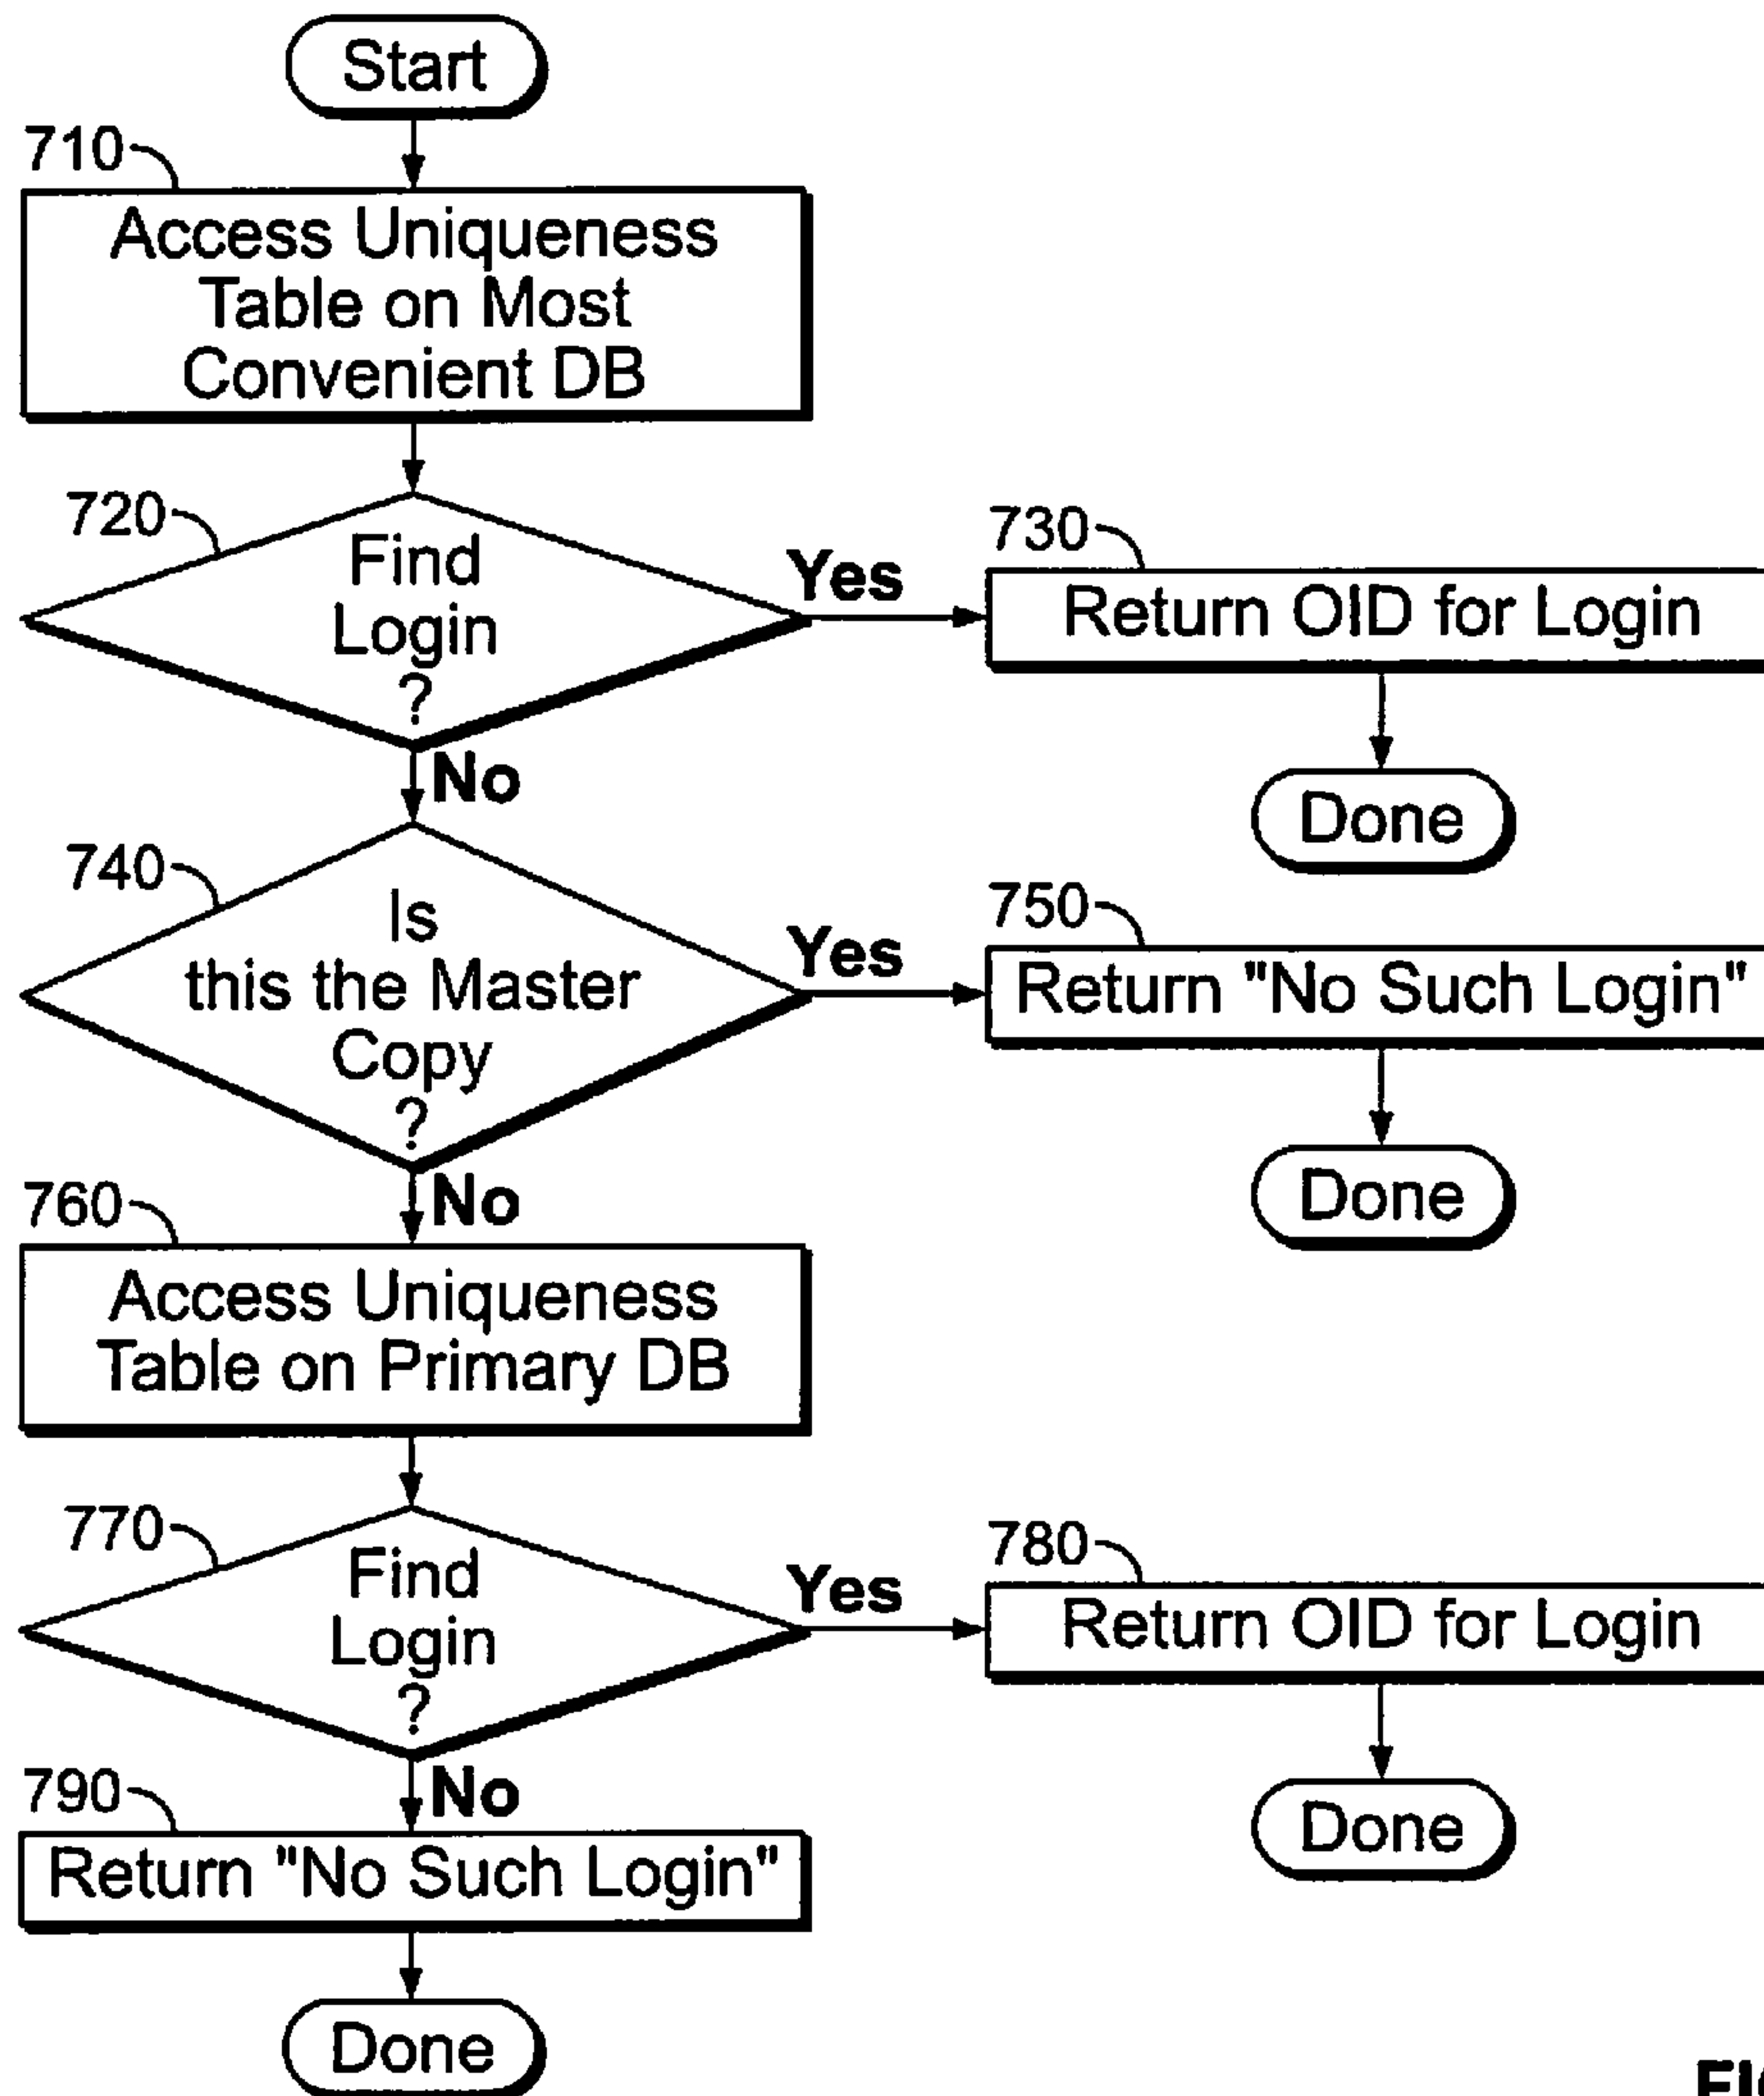 Start
710
Access Uniqueness
Table on Most
Convenient DB
720
Find
Login
?
Yes
730
Return OID for Login
Done
No
740
Is
this the Master
Copy
?
Yes
750
Return "No Such Login"
Done
No
760
Access Uniqueness
Table on Primary DB
770
Find
Login
?
Yes
780
Return OID for Login
Done
No
790
Return "No Such Login"
Done